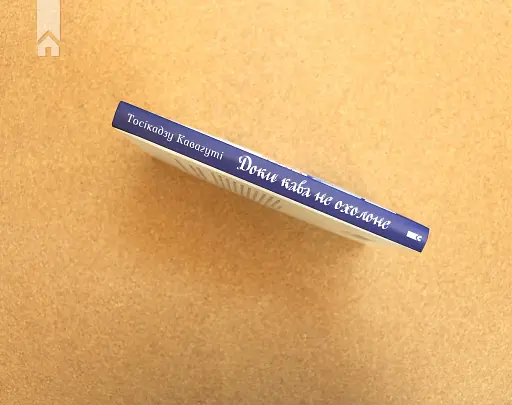 Тосікадзу Кавагуті
Доки кава не охолоне